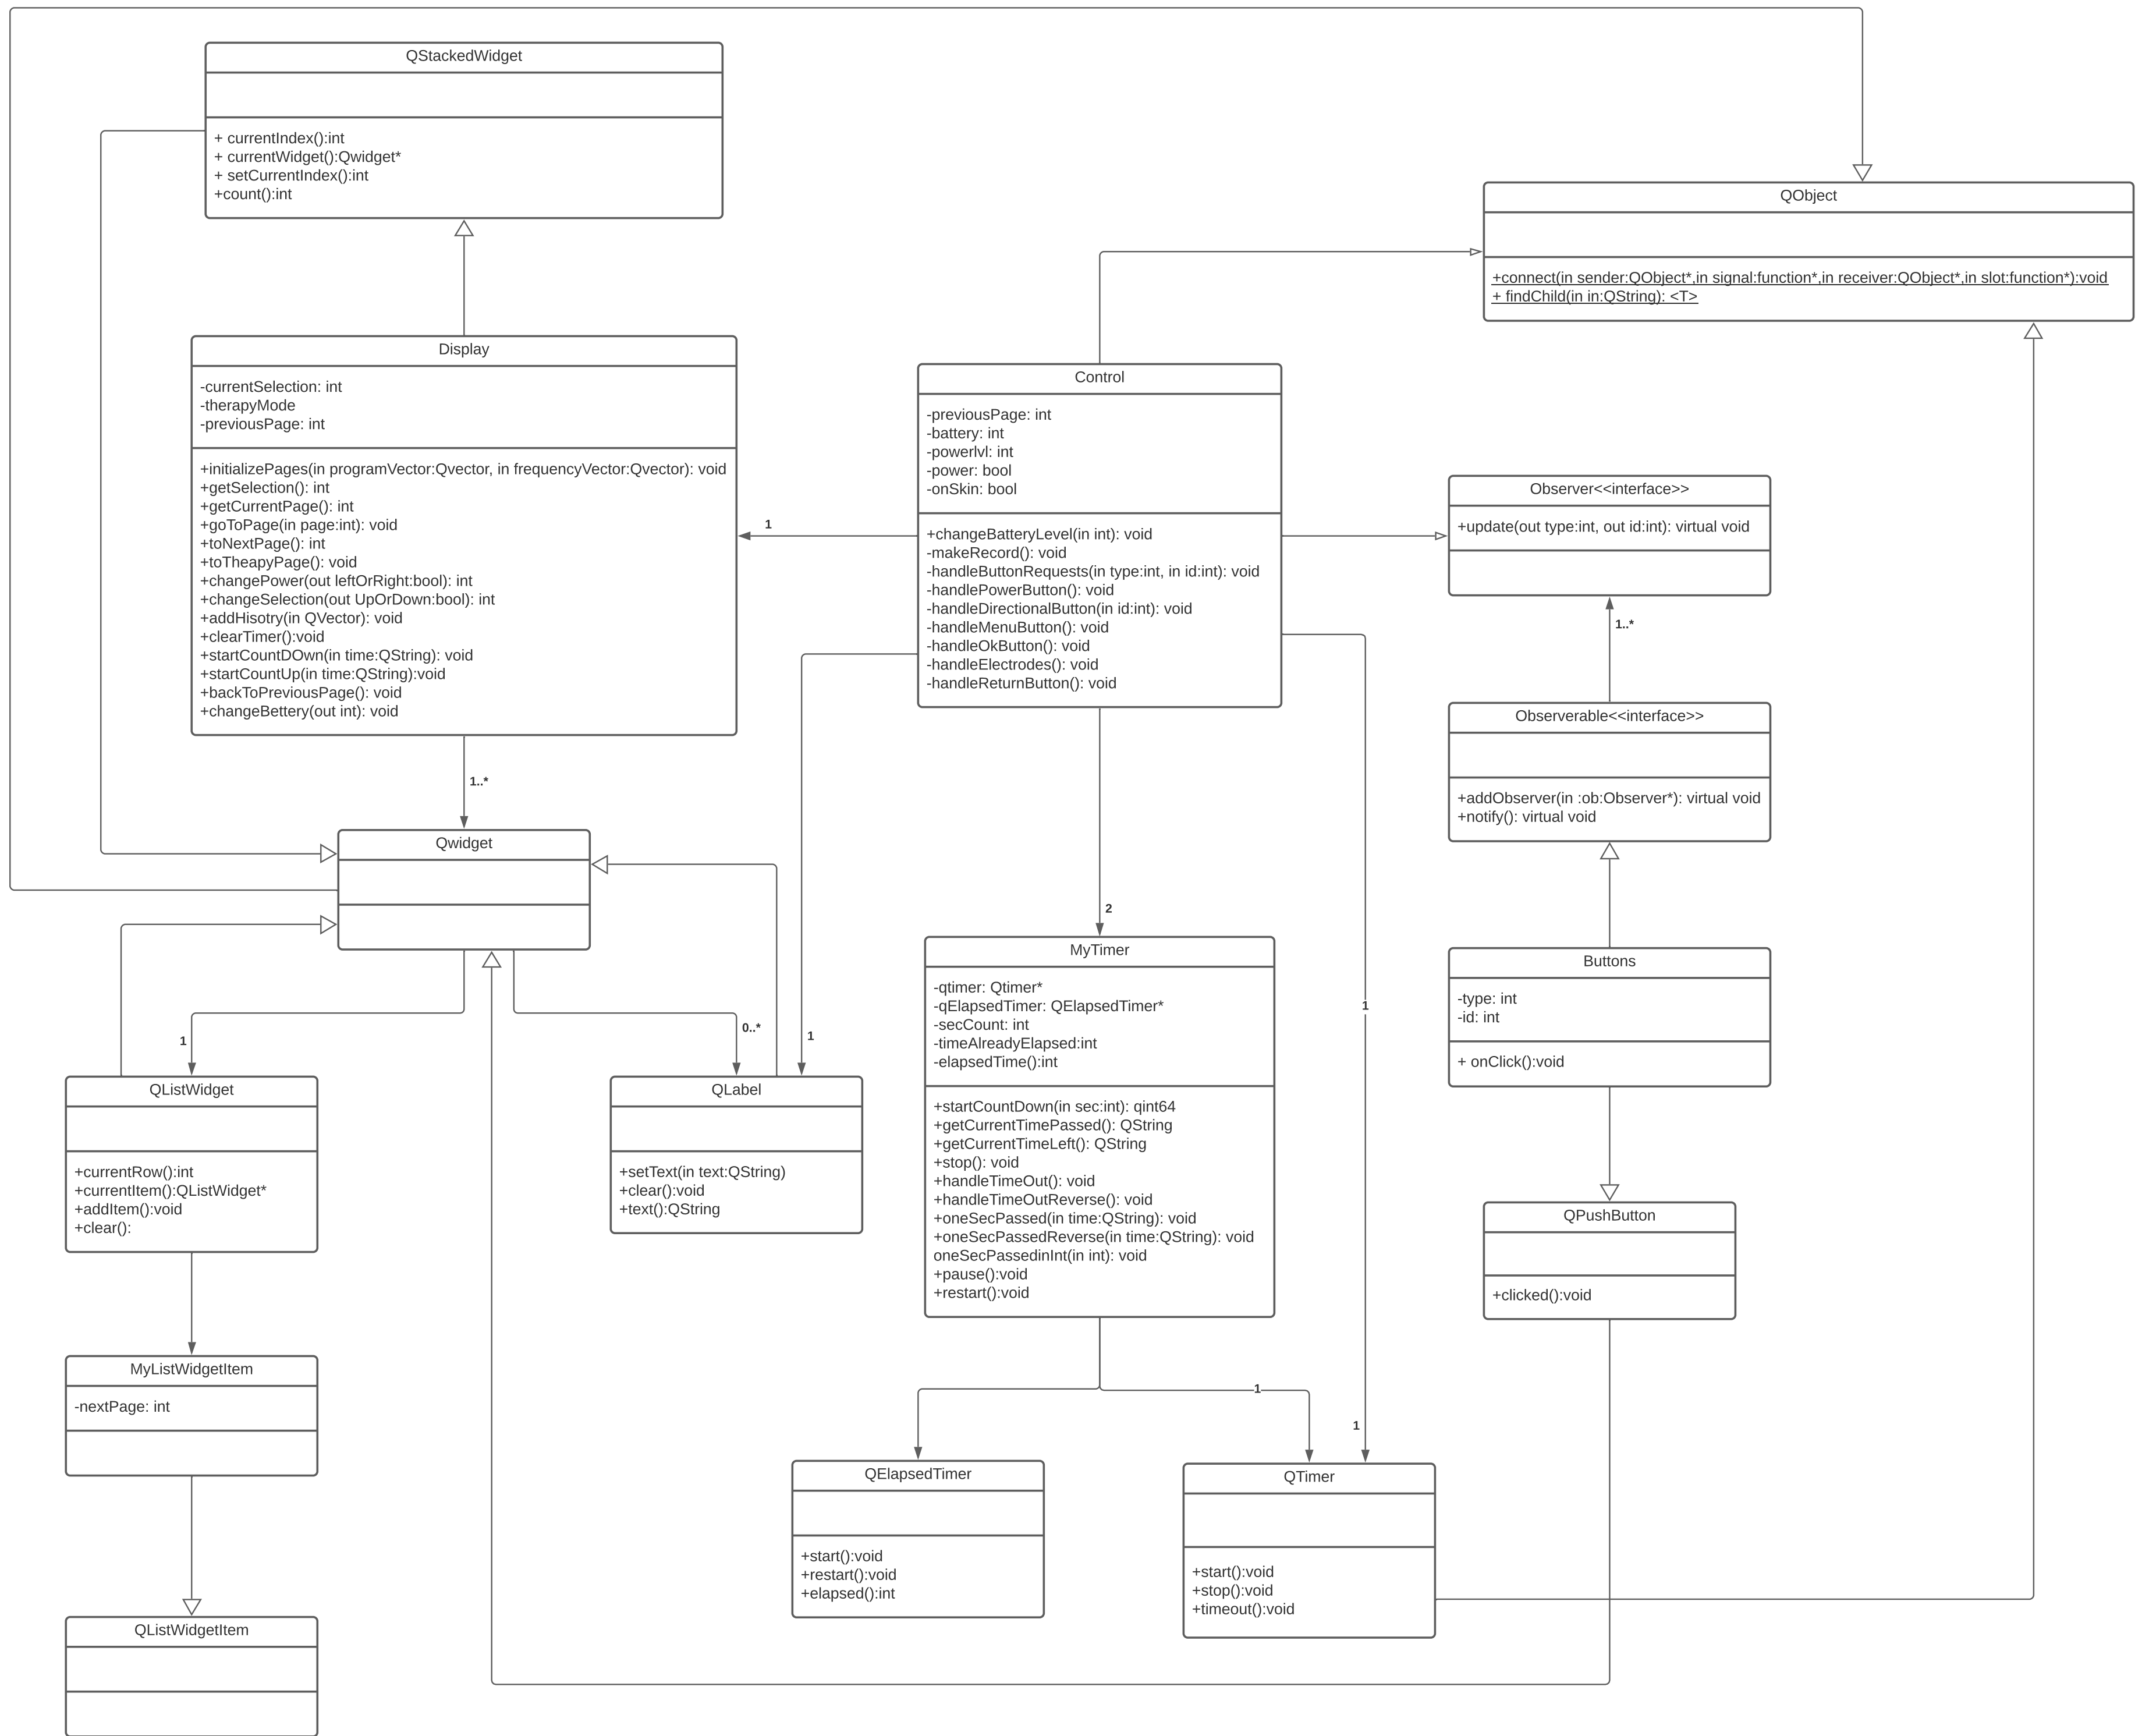 QStackedWidget
+ currentIndex():int
+ currentWidget():Qwidget*
+ setCurrentIndex():int
+count():int
QObject
+connect(in sender:QObject*,in signal:function*,in receiver:QObject*,in slot:function*):void
+ findChild(in in:QString): <T>
Display
-currentSelection: int
-therapyMode
-previousPage: int
+initializePages(in programVector:Qvector, in frequencyVector:Qvector): void
+getSelection(): int
+getCurrentPage(): int
+goToPage(in page:int): void
+toNextPage(): int
+toTheapyPage(): void
+changePower(out leftOrRight:bool): int
+changeSelection(out UpOrDown:bool): int
+addHisotry(in QVector): void
+clearTimer():void
+startCountDOwn(in time:QString): void
+startCountUp(in time:QString):void
+backToPreviousPage(): void
+changeBettery(out int): void
1
Control
-previousPage: int
-battery: int
-powerlvl: int
-power: bool
-onSkin: bool
+changeBatteryLevel(in int): void
-makeRecord(): void
-handleButtonRequests(in type:int, in id:int): void
-handlePowerButton(): void
-handleDirectionalButton(in id:int): void
-handleMenuButton(): void
-handleOkButton(): void
-handleElectrodes(): void
-handleReturnButton(): void
Observer<<interface>>
+update(out type:int, out id:int): virtual void
1..*
Observerable<<interface>>
+addObserver(in :ob:Observer*): virtual void
+notify(): virtual void
1..*
Qwidget
2
MyTimer
-qtimer: Qtimer*
-qElapsedTimer: QElapsedTimer*
-secCount: int
-timeAlreadyElapsed:int
-elapsedTime():int
+startCountDown(in sec:int): qint64
+getCurrentTimePassed(): QString
+getCurrentTimeLeft(): QString
+stop(): void
+handleTimeOut(): void
+handleTimeOutReverse(): void
+oneSecPassed(in time:QString): void
+oneSecPassedReverse(in time:QString): void
oneSecPassedinInt(in int): void
+pause():void
+restart():void
1
Buttons
-type: int
-id: int
+ onClick():void
1
0..*
1
QListWidget
+currentRow():int
+currentItem():QListWidget*
+addItem():void
+clear():
QLabel
+setText(in text:QString)
+clear():void
+text():QString
QPushButton
+clicked():void
MyListWidgetItem
-nextPage: int
1
1
QElapsedTimer
+start():void
+restart():void
+elapsed():int
QTimer
+start():void
+stop():void
+timeout():void
QListWidgetItem